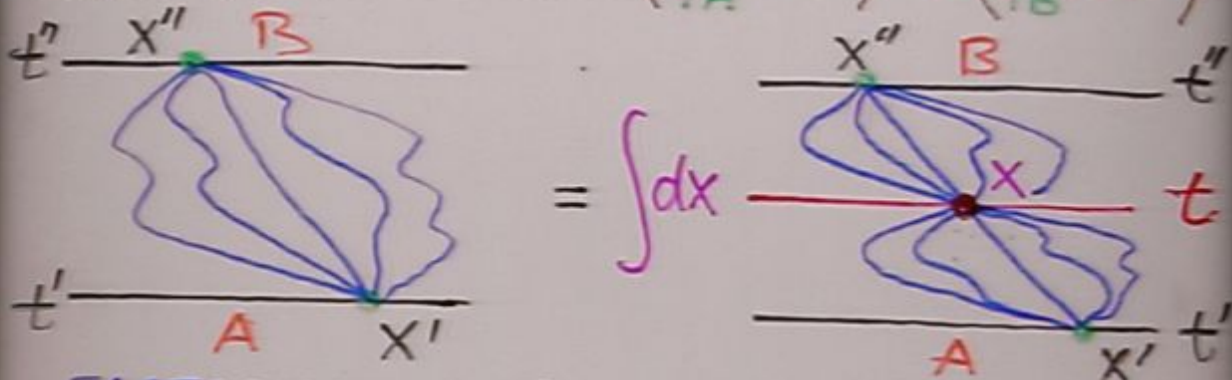 t'' x'' B
x'' B t''
= ∫dx
x t
t' A x'
A x' t'